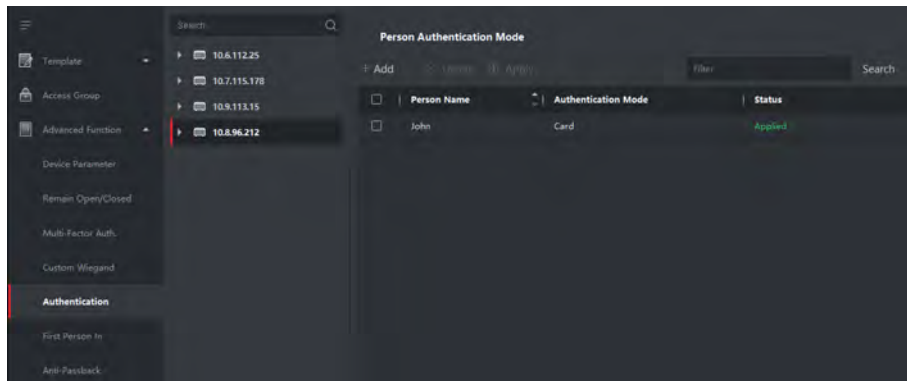 Search
Person Authentication Mode
Template
10.6.112.25
+ Add
Delete
Apply
Filter
Search
10.7.115.178
Access Group
10.9.113.15
Person Name
Authentication Mode
Status
Advanced Function
10.8.96.212
John
Card
Applied
Device Parameter
Remain Open/Closed
Multi-Factor Auth.
Custom Wiegand
Authentication
First Person In
Anti-Passback